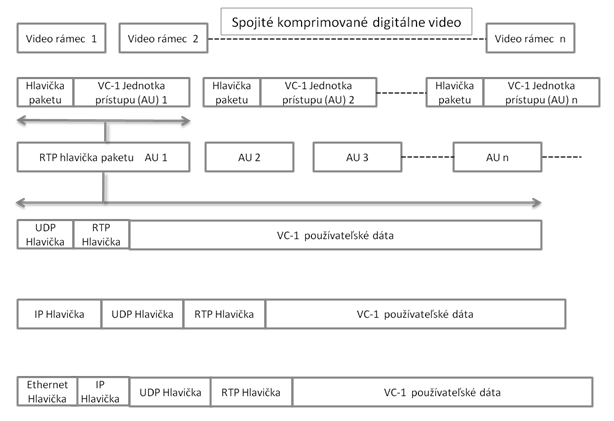 Spojité komprimované digitálne video
Video rámec 1
Video rámec 2
Video rámec n
Hlavička
paketu
VC-1 Jednotka
prístupu (AU) 1
Hlavička
paketu
VC-1 Jednotka
prístupu (AU) 2
Hlavička
paketu
VC-1 Jednotka
prístupu (AU) n
RTP hlavička paketu AU 1
AU 2
AU 3
AU n
UDP
Hlavička
RTP
Hlavička
VC-1 používateľské dáta
IP Hlavička
UDP Hlavička
RTP Hlavička
VC-1 používateľské dáta
Ethernet
Hlavička
IP
Hlavička
UDP Hlavička
RTP Hlavička
VC-1 používateľské dáta